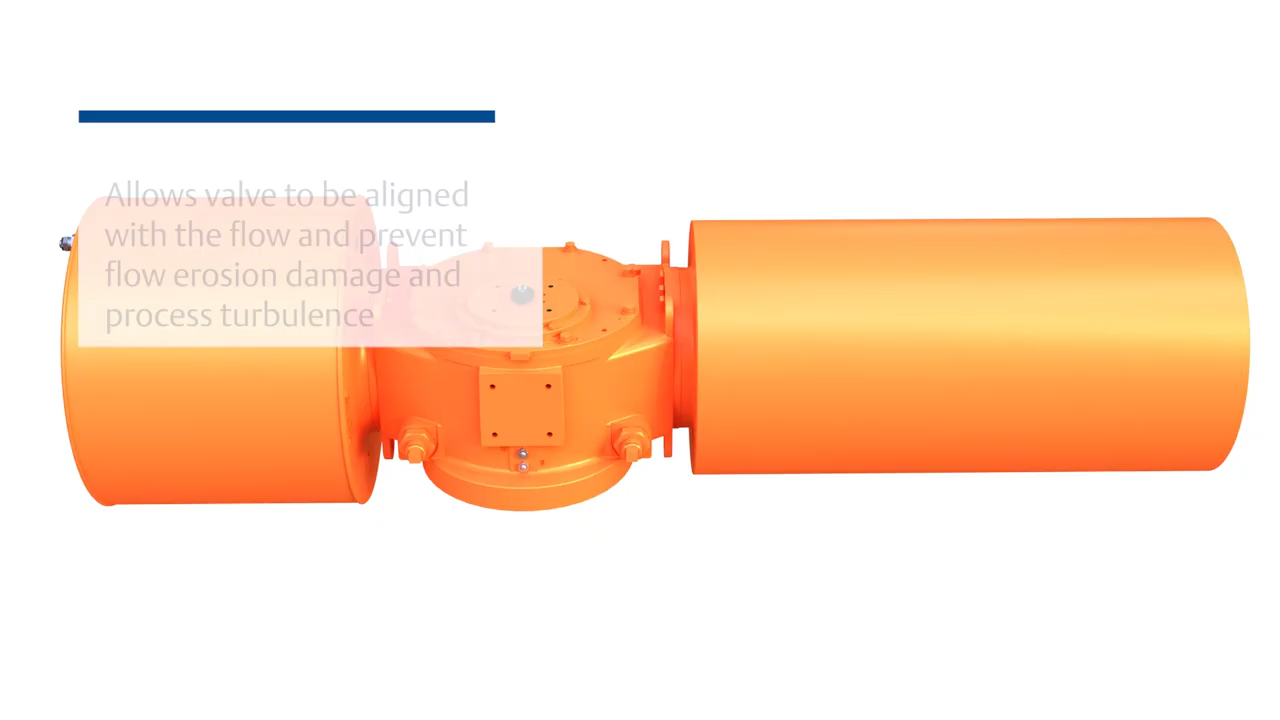 Allows valve to be aligned
with the flow and prevent
flow erosion damage and
process turbulence